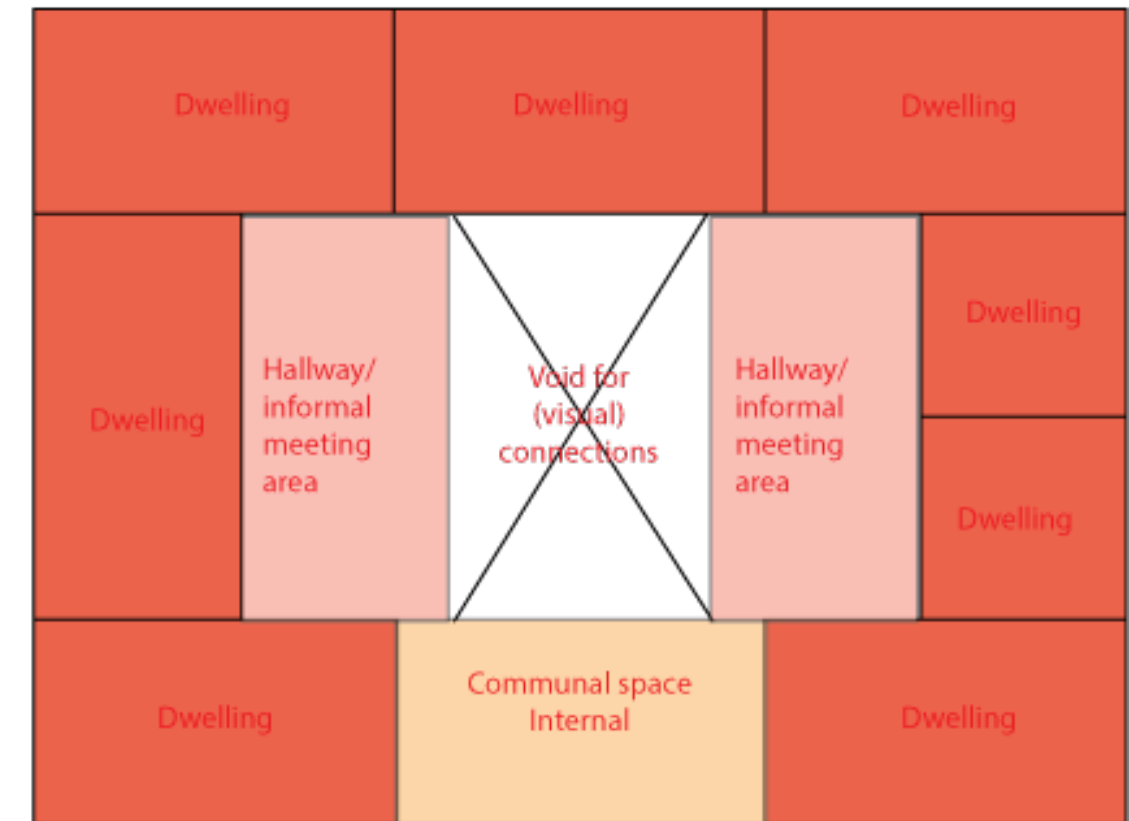 Dwelling
Dwelling
Dwelling
Dwelling
Hallway/
informal
meeting
area
Void for
(visual)
connections
Hallway/
informal
meeting
area
Dwelling
Dwelling
Dwelling
Communal space
Internal
Dwelling